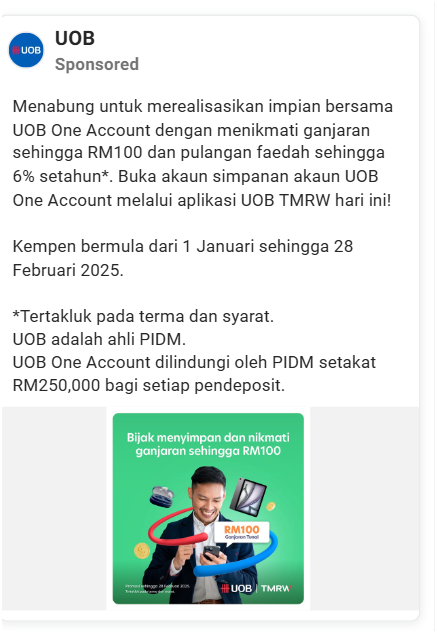 UOB
UOB
Sponsored
Menabung untuk merealisasikan impian bersama
UOB One Account dengan menikmati ganjaran
sehingga RM100 dan pulangan faedah sehingga
6% setahun*. Buka akaun simpanan akaun UOB
One Account melalui aplikasi UOB TMRW hari ini!
Kempen bermula dari 1 Januari sehingga 28
Februari 2025.
*Tertakluk pada terma dan syarat.
UOB adalah ahli PIDM.
UOB One Account dilindungi oleh PIDM setakat
RM250,000 bagi setiap pendeposit.
Bijak menyimpan dan nikmati
ganjaran sehingga RM100
RM100
Ganjaran Tunai
sehingga 28 Februari 2025.
UOB | TMRW